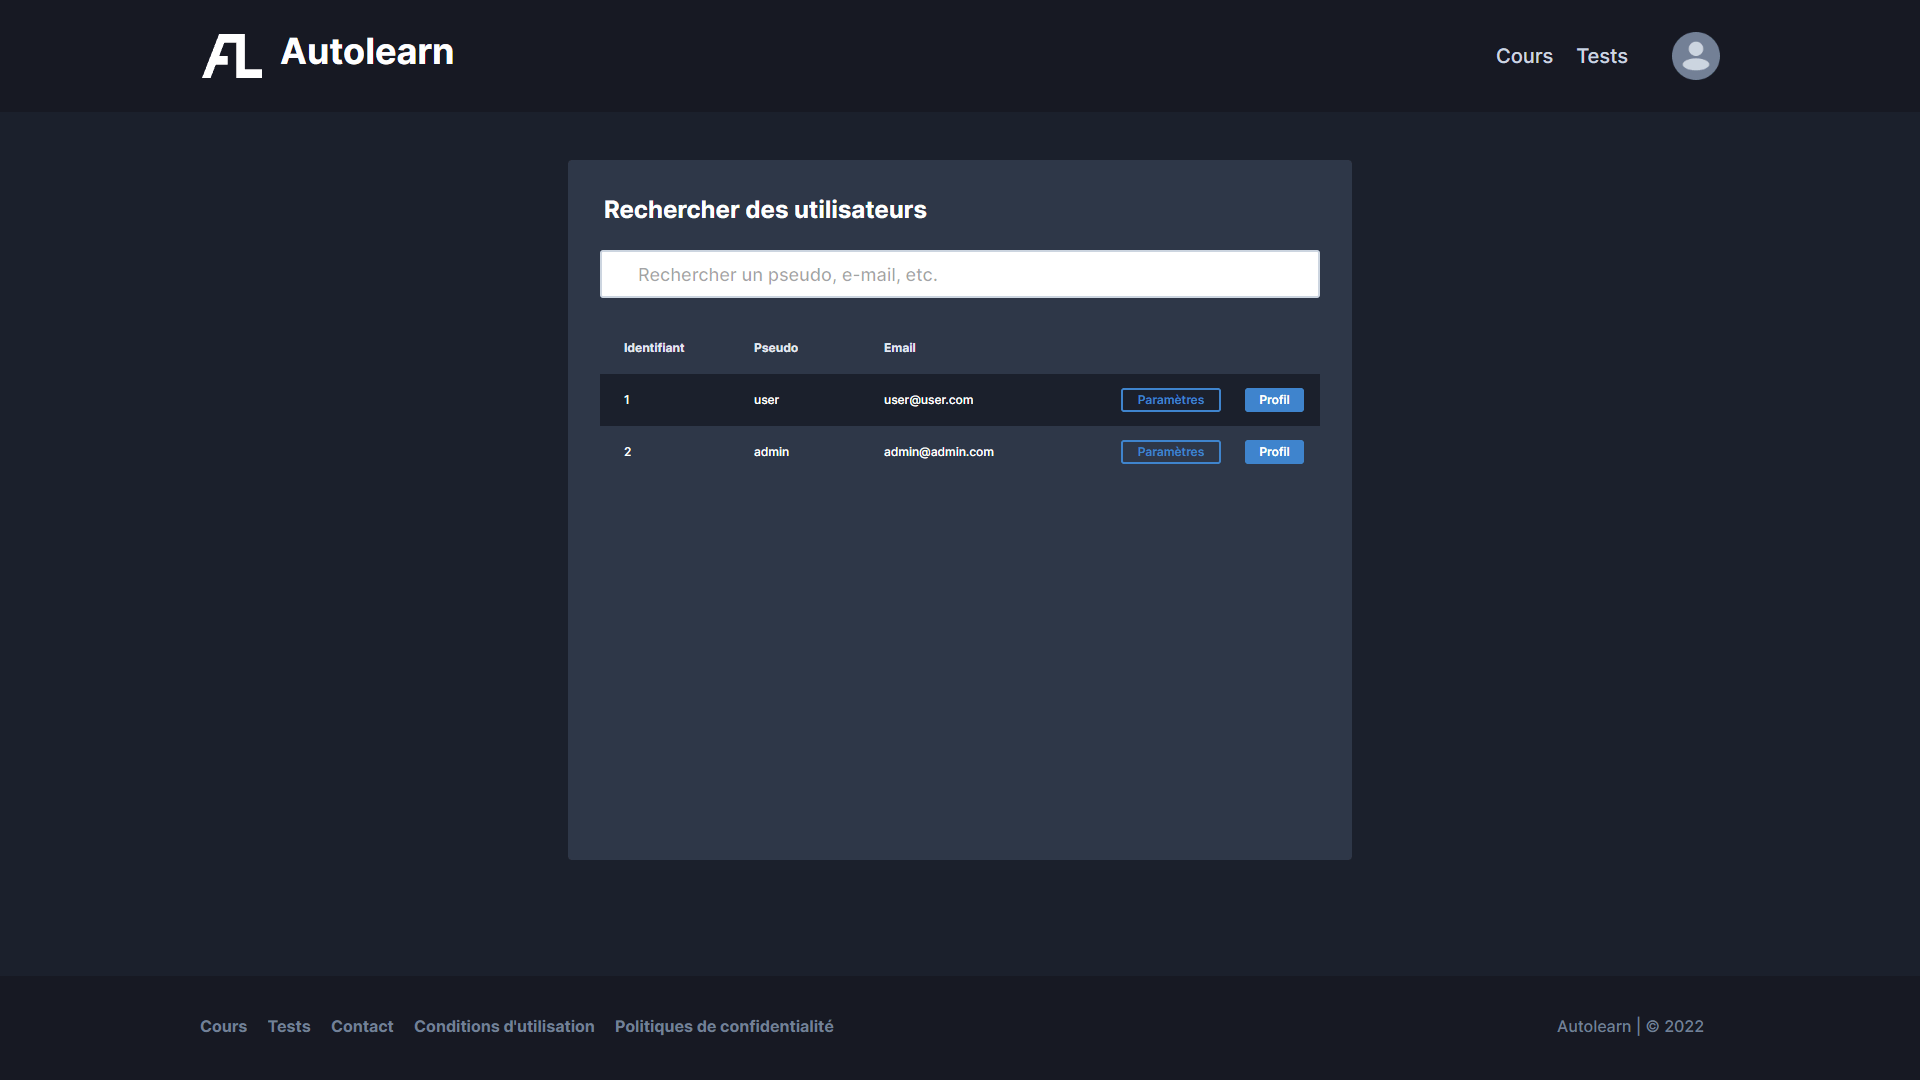 AL Autolearn
Cours Tests
Rechercher des utilisateurs
Rechercher un pseudo, e-mail, etc.
Identifiant Pseudo Email
1 user user@user.com Paramètres Profil
2 admin admin@admin.com Paramètres Profil
Cours Tests Contact Conditions d'utilisation Politiques de confidentialité
Autolearn | © 2022